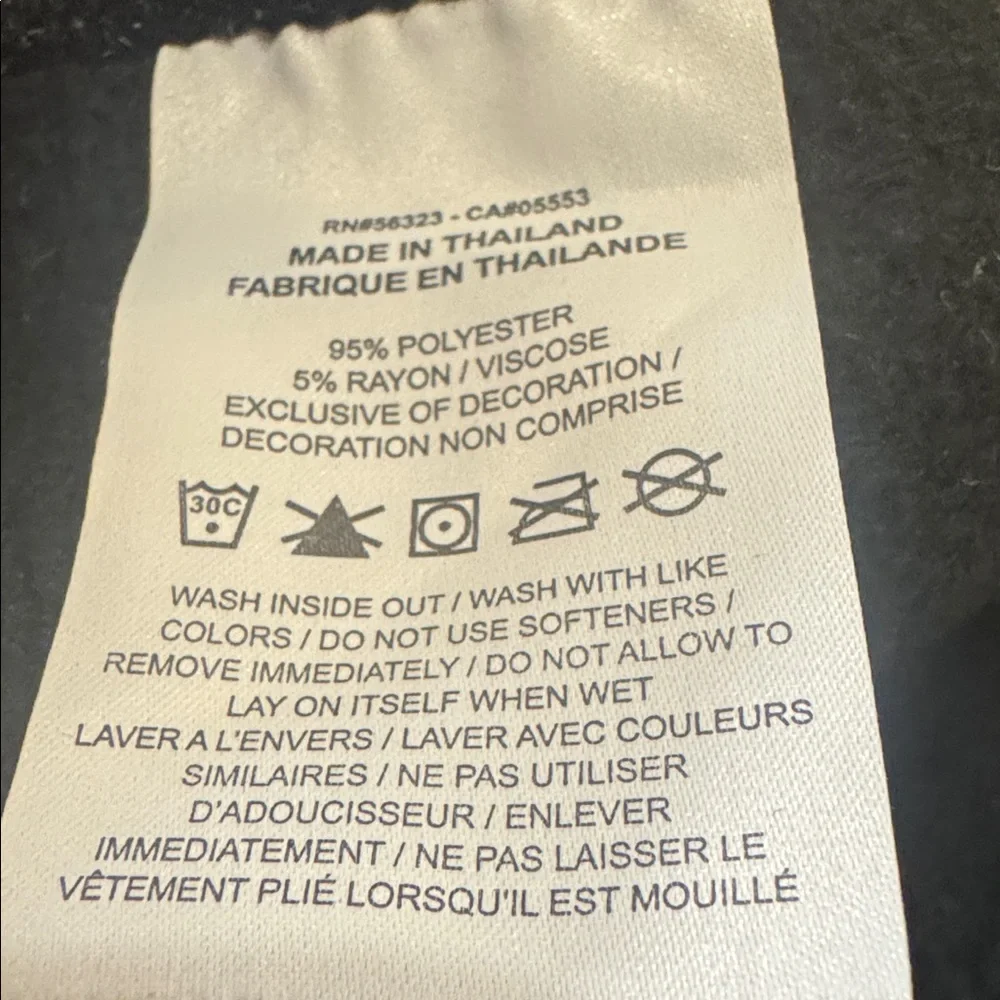 RN#56323 - CA#05553
MADE IN THAILAND
FABRIQUE EN THAILANDE
95% POLYESTER
5% RAYON / VISCOSE
EXCLUSIVE OF DECORATION /
DECORATION NON COMPRISE
30C
WASH INSIDE OUT / WASH WITH LIKE
COLORS / DO NOT USE SOFTENERS /
REMOVE IMMEDIATELY / DO NOT ALLOW TO
LAY ON ITSELF WHEN WET
LAVER A L'ENVERS / LAVER AVEC COULEURS
SIMILAIRES / NE PAS UTILISER
D'ADOUCISSEUR / ENLEVER
IMMEDIATEMENT / NE PAS LAISSER LE
VÊTEMENT PLIÉ LORSQU'IL EST MOUILLÉ